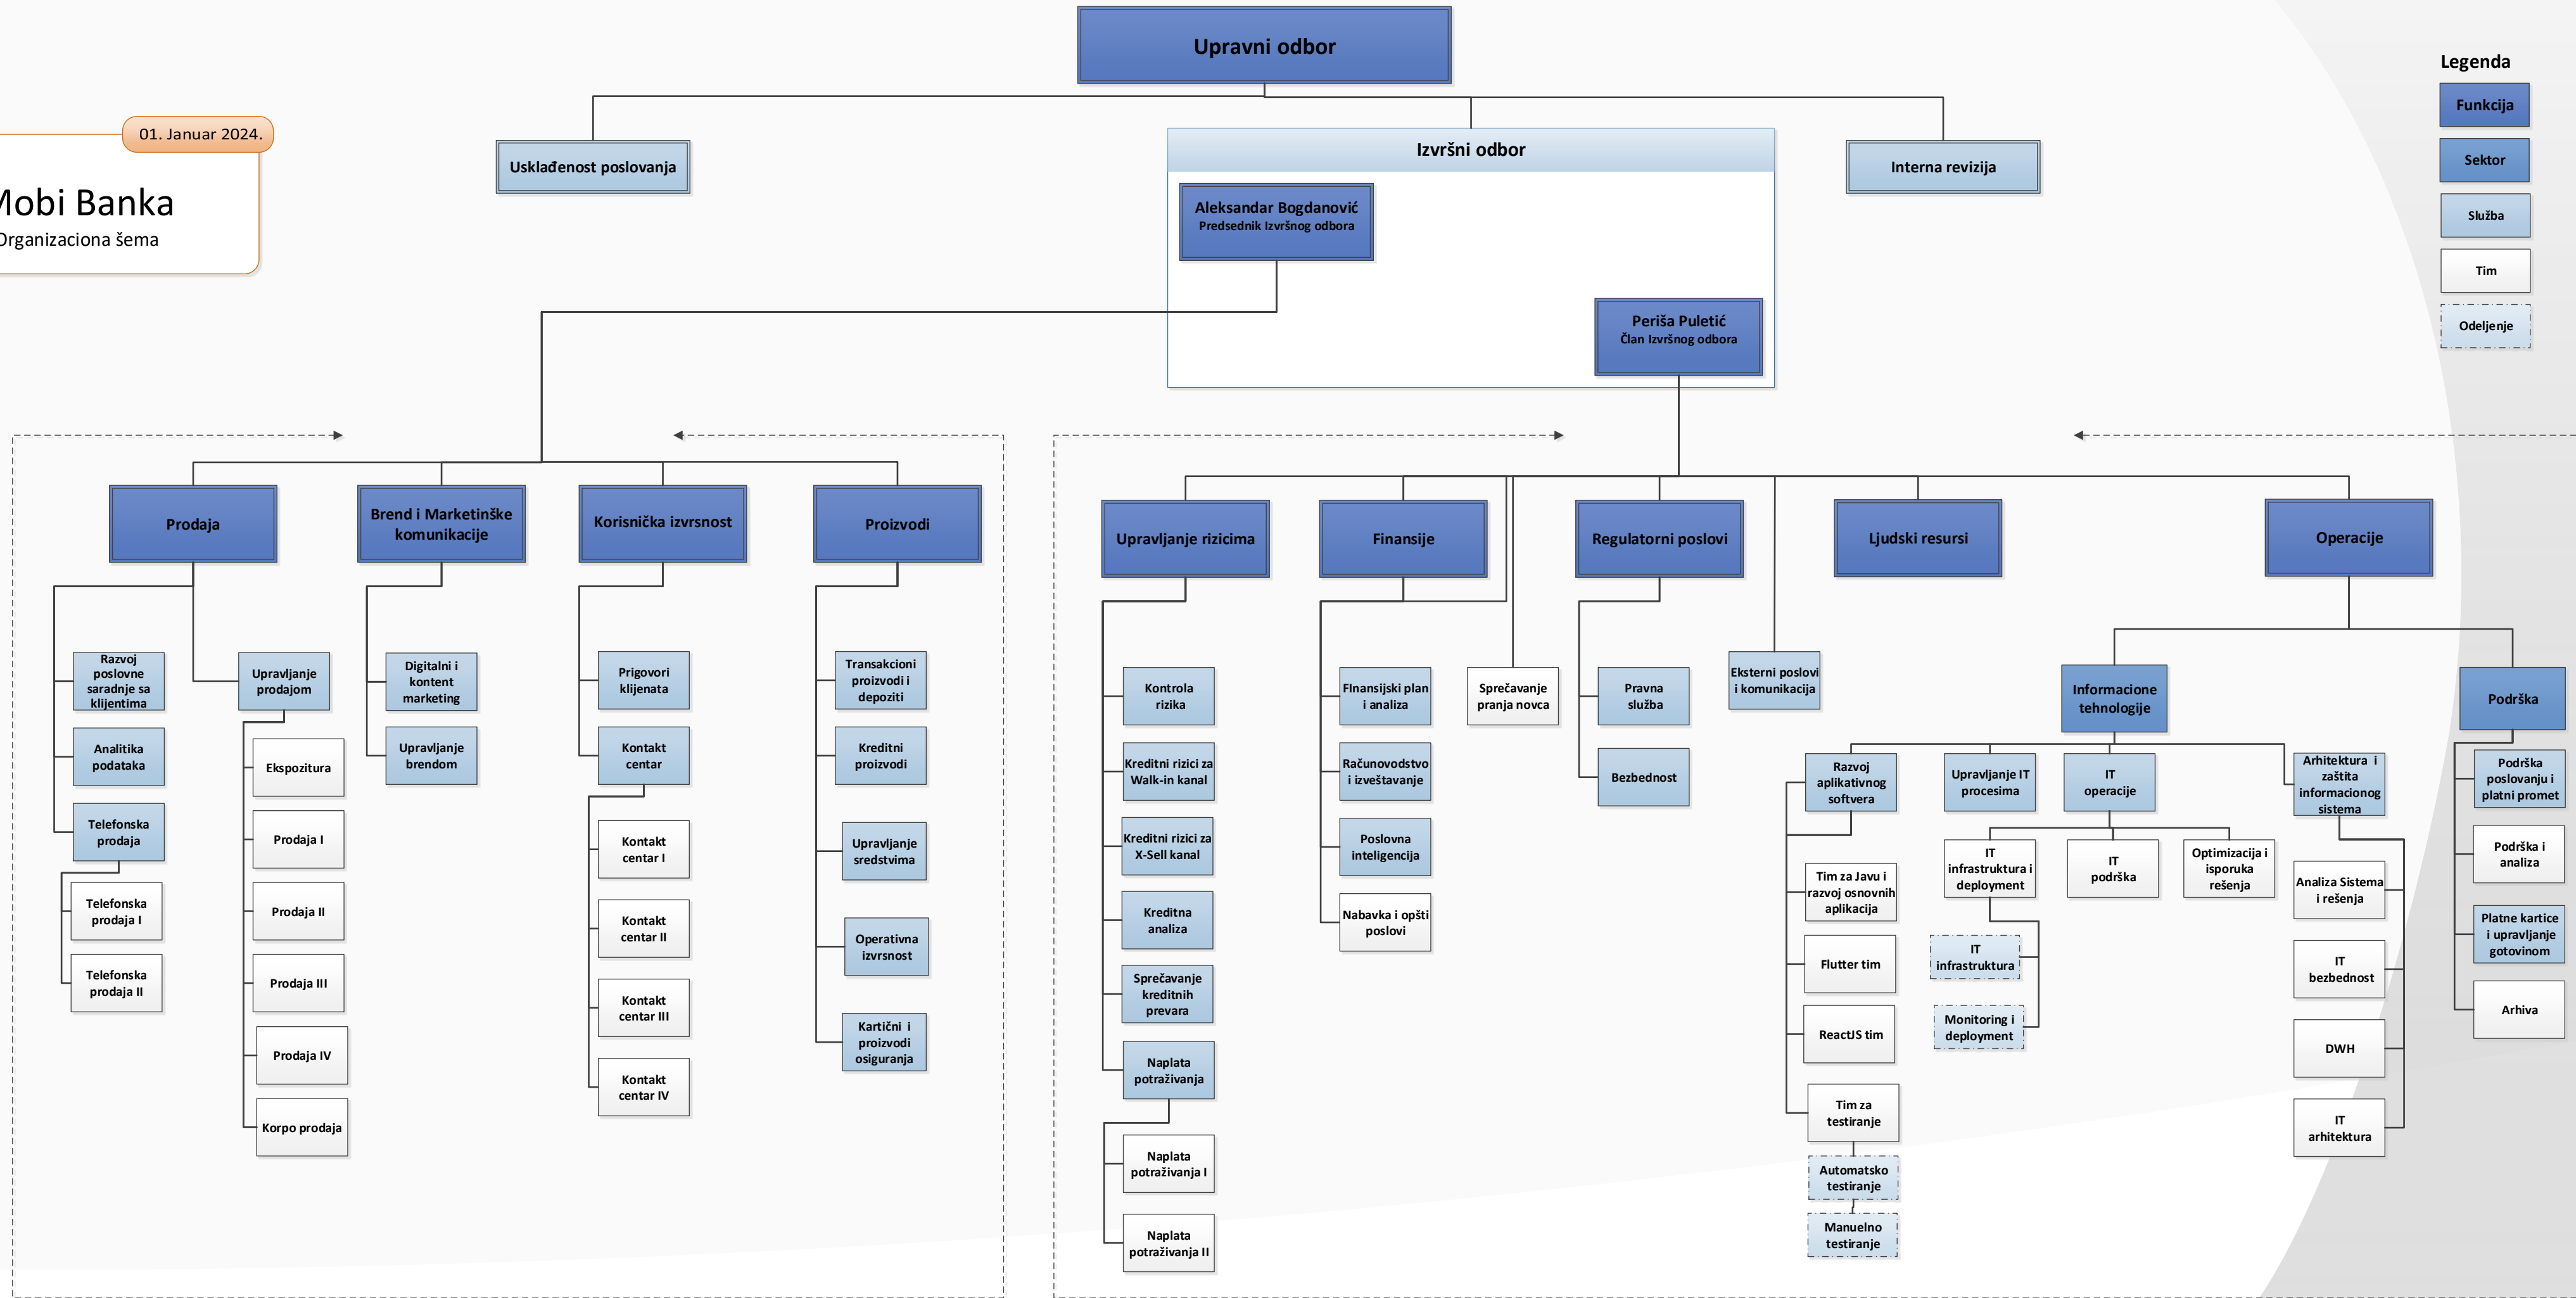 Upravni odbor
Legenda
Funkcija
Sektor
Služba
Tim
Odeljenje
01. Januar 2024.
Mobi Banka
Organizaciona šema
Usklađenost poslovanja
Izvršni odbor
Interna revizija
Aleksandar Bogdanović
Predsednik Izvršnog odbora
Periša Puletić
Član Izvršnog odbora
Prodaja
Brend i Marketinške
komunikacije
Korisnička izvrsnost
Proizvodi
Upravljanje rizicima
Finansije
Regulatorni poslovi
Ljudski resursi
Operacije
Razvoj
poslovne
saradnje sa
klijentima
Analitika
podataka
Telefonska
prodaja
Telefonska
prodaja I
Telefonska
prodaja II
Upravljanje
prodajom
Ekspozitura
Prodaja I
Prodaja II
Prodaja III
Prodaja IV
Korpo prodaja
Digitalni i
kontent
marketing
Upravljanje
brendom
Prigovori
klijenata
Kontakt
centar
Kontakt
centar I
Kontakt
centar II
Kontakt
centar III
Kontakt
centar IV
Transakcioni
proizvodi i
depoziti
Kreditni
proizvodi
Upravljanje
sredstvima
Operativna
izvrsnost
Kartični i
proizvodi
osiguranja
Kontrola
rizika
Kreditni rizici za
Walk-in kanal
Kreditni rizici za
X-Sell kanal
Kreditna
analiza
Sprečavanje
kreditnih
prevara
Naplata
potraživanja
Naplata
potraživanja I
Naplata
potraživanja II
FInansijski plan
i analiza
Računovodstvo
i izveštavanje
Poslovna
inteligencija
Nabavka i opšti
poslovi
Sprečavanje
pranja novca
Pravna
služba
Bezbednost
Eksterni poslovi
i komunikacija
Informacione
tehnologije
Podrška
Razvoj
aplikativnog
softvera
Tim za Javu i
razvoj osnovnih
aplikacija
Flutter tim
ReactJS tim
Tim za
testiranje
Automatsko
testiranje
Manuelno
testiranje
Upravljanje IT
procesima
IT
operacije
IT
infrastruktura i
deployment
IT
podrška
Optimizacija i
isporuka
rešenja
IT
infrastruktura
Monitoring i
deployment
Arhitektura i
zaštita
informacionog
sistema
Analiza Sistema
i rešenja
IT
bezbednost
DWH
IT
arhitektura
Podrška
poslovanju i
platni promet
Podrška i
analiza
Platne kartice
i upravljanje
gotovinom
Arhiva